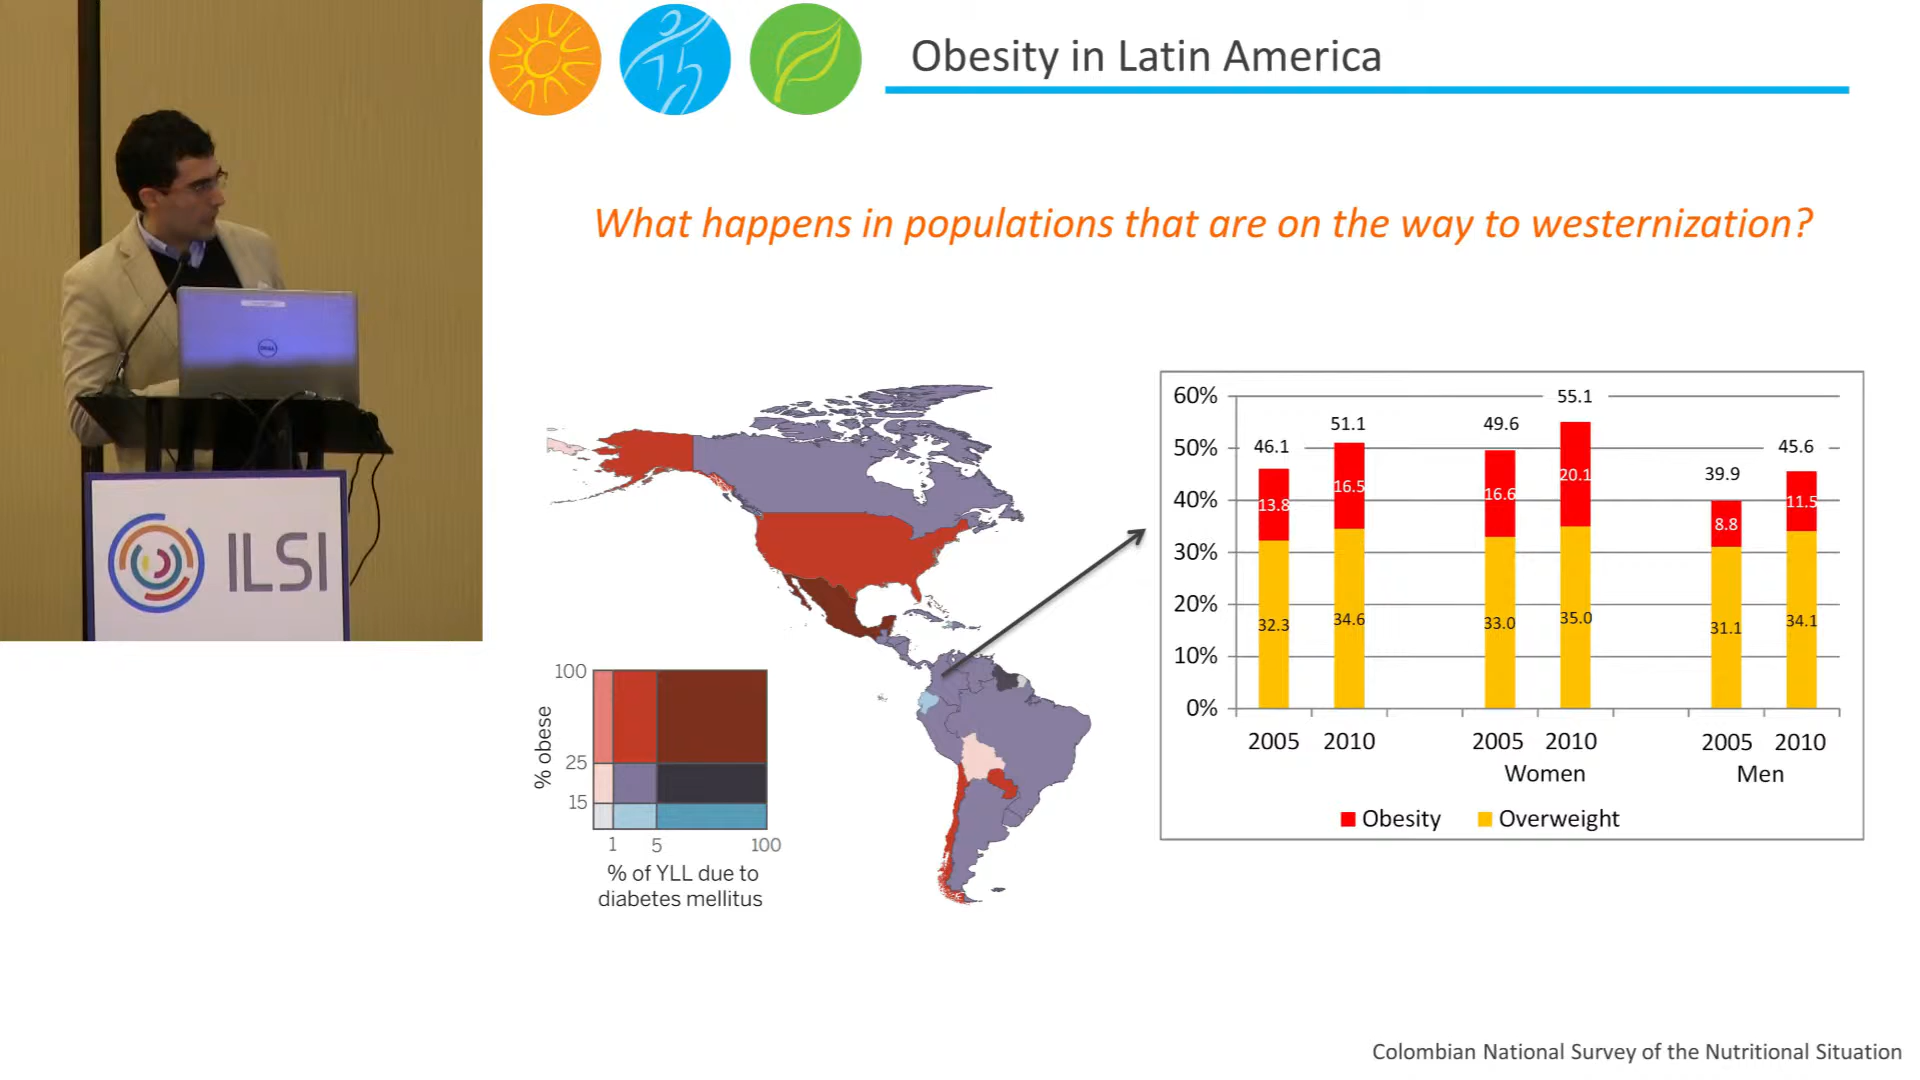 Obesity in Latin America
What happens in populations that are on the way to westernization?
DELL
ILSI
100
25
15
% obese
1 5 100
% of YLL due to
diabetes mellitus
60%
50%
40%
30%
20%
10%
0%
46.1
13.8
32.3
51.1
16.5
34.6
49.6
16.6
33.0
55.1
20.1
35.0
39.9
8.8
31.1
45.6
11.5
34.1
2005 2010 2005 2010 2005 2010
Women Men
Obesity Overweight
Colombian National Survey of the Nutritional Situation